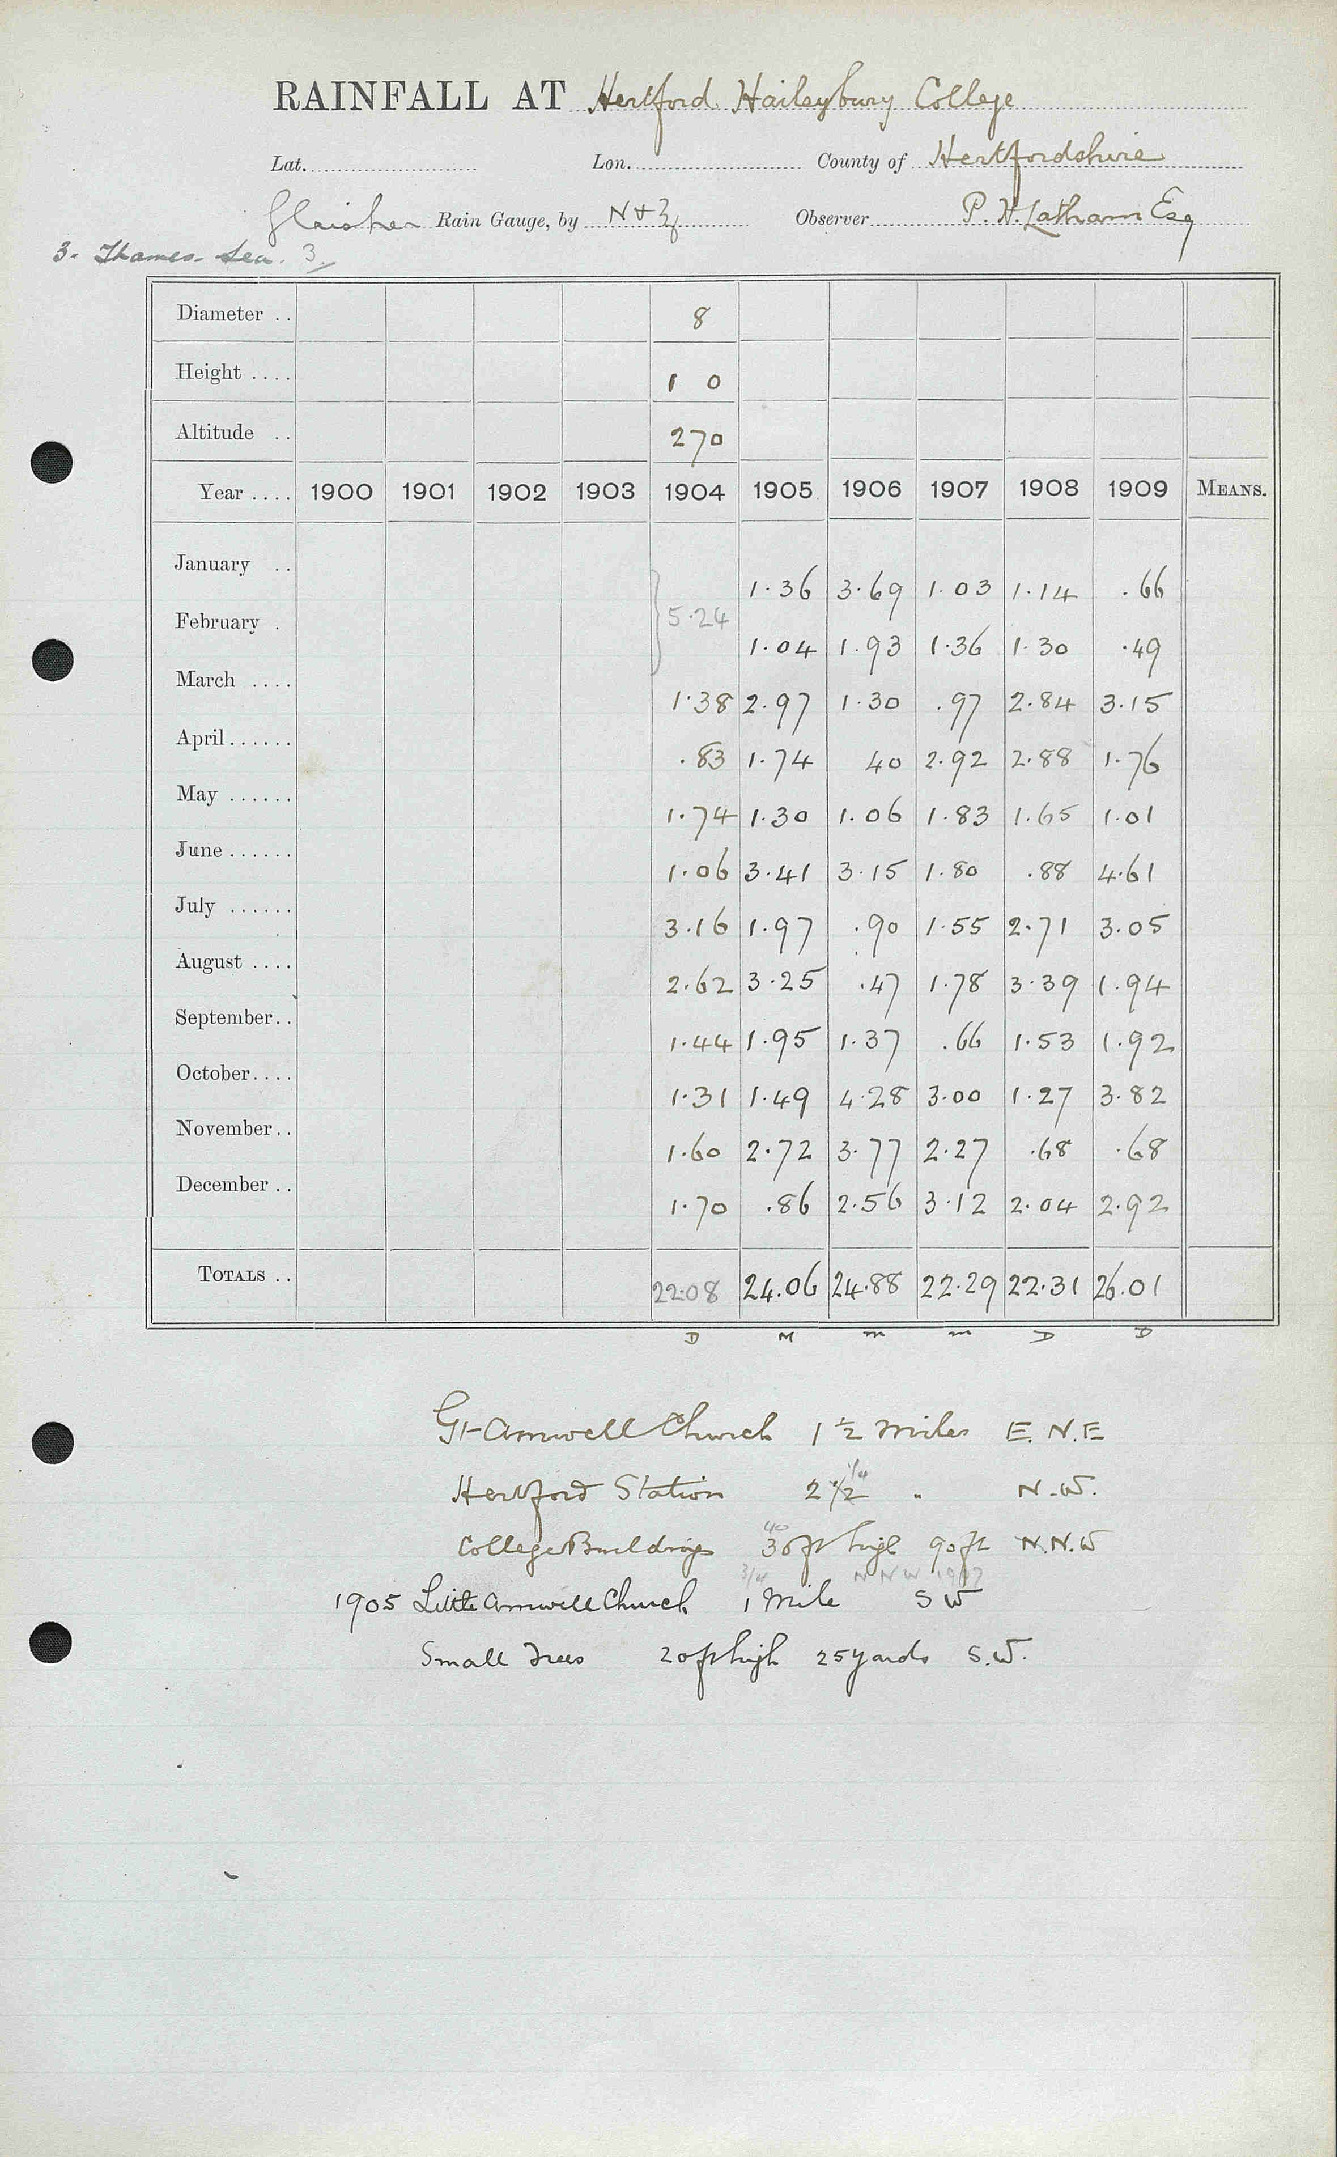 RAINFALL AT Hertford Haileybury College
Lat. Lon. County of Hertfordshire
Glaisher Rain Gauge, by N & Z Observer P. H. Latham Esq
3. Thames. Lea. 3
Diameter .. 8
Height .... 1 0
Altitude .. 270
Year .... 1900 1901 1902 1903 1904 1905 1906 1907 1908 1909 MEANS.
January .. 1.36 3.69 1.03 1.14 .66
5.24
February . 1.04 1.93 1.36 1.30 .49
March .... 1.38 2.97 1.30 .97 2.84 3.15
April...... .83 1.74 40 2.92 2.88 1.76
May ...... 1.74 1.30 1.06 1.83 1.65 1.01
June ...... 1.06 3.41 3.15 1.80 .88 4.61
July ...... 3.16 1.97 .90 1.55 2.71 3.05
August .... 2.62 3.25 .47 1.78 3.39 1.94
September.. 1.44 1.95 1.37 .66 1.53 1.92
October.... 1.31 1.49 4.28 3.00 1.27 3.82
November.. 1.60 2.72 3.77 2.27 .68 .68
December .. 1.70 .86 2.56 3.12 2.04 2.92
TOTALS .. 22.08 24.06 24.88 22.29 22.31 26.01
D M m m D D
Gt Amwell Church 1 1/2 miles E.N.E
1/4
Hertford Station 2 1/2 " N.W.
40
College Buildings 30ft high 90ft N.N.W
3/4 N N W 1907
1905 Little Amwell Church 1 Mile S W
Small Trees 20ft high 25 yards S.W.